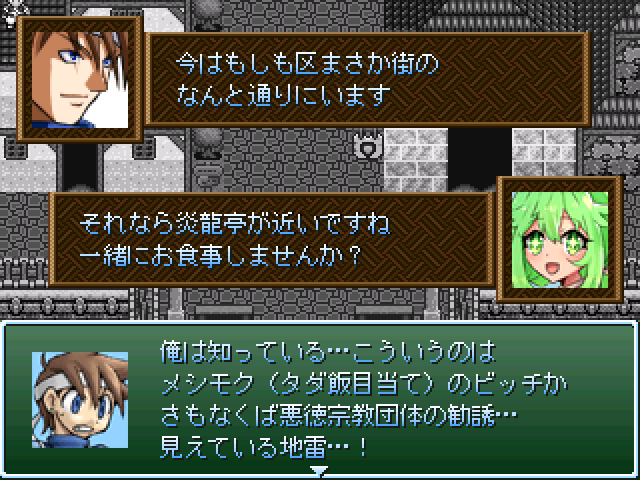 今はもしも区まさか街の
なんと通りにいます
それなら炎龍亭が近いですね
一緒にお食事しませんか？
俺は知っている…こういうのは
メシモク（タダ飯目当て）のビッチか
さもなくば悪徳宗教団体の勧誘…
見えている地雷…！